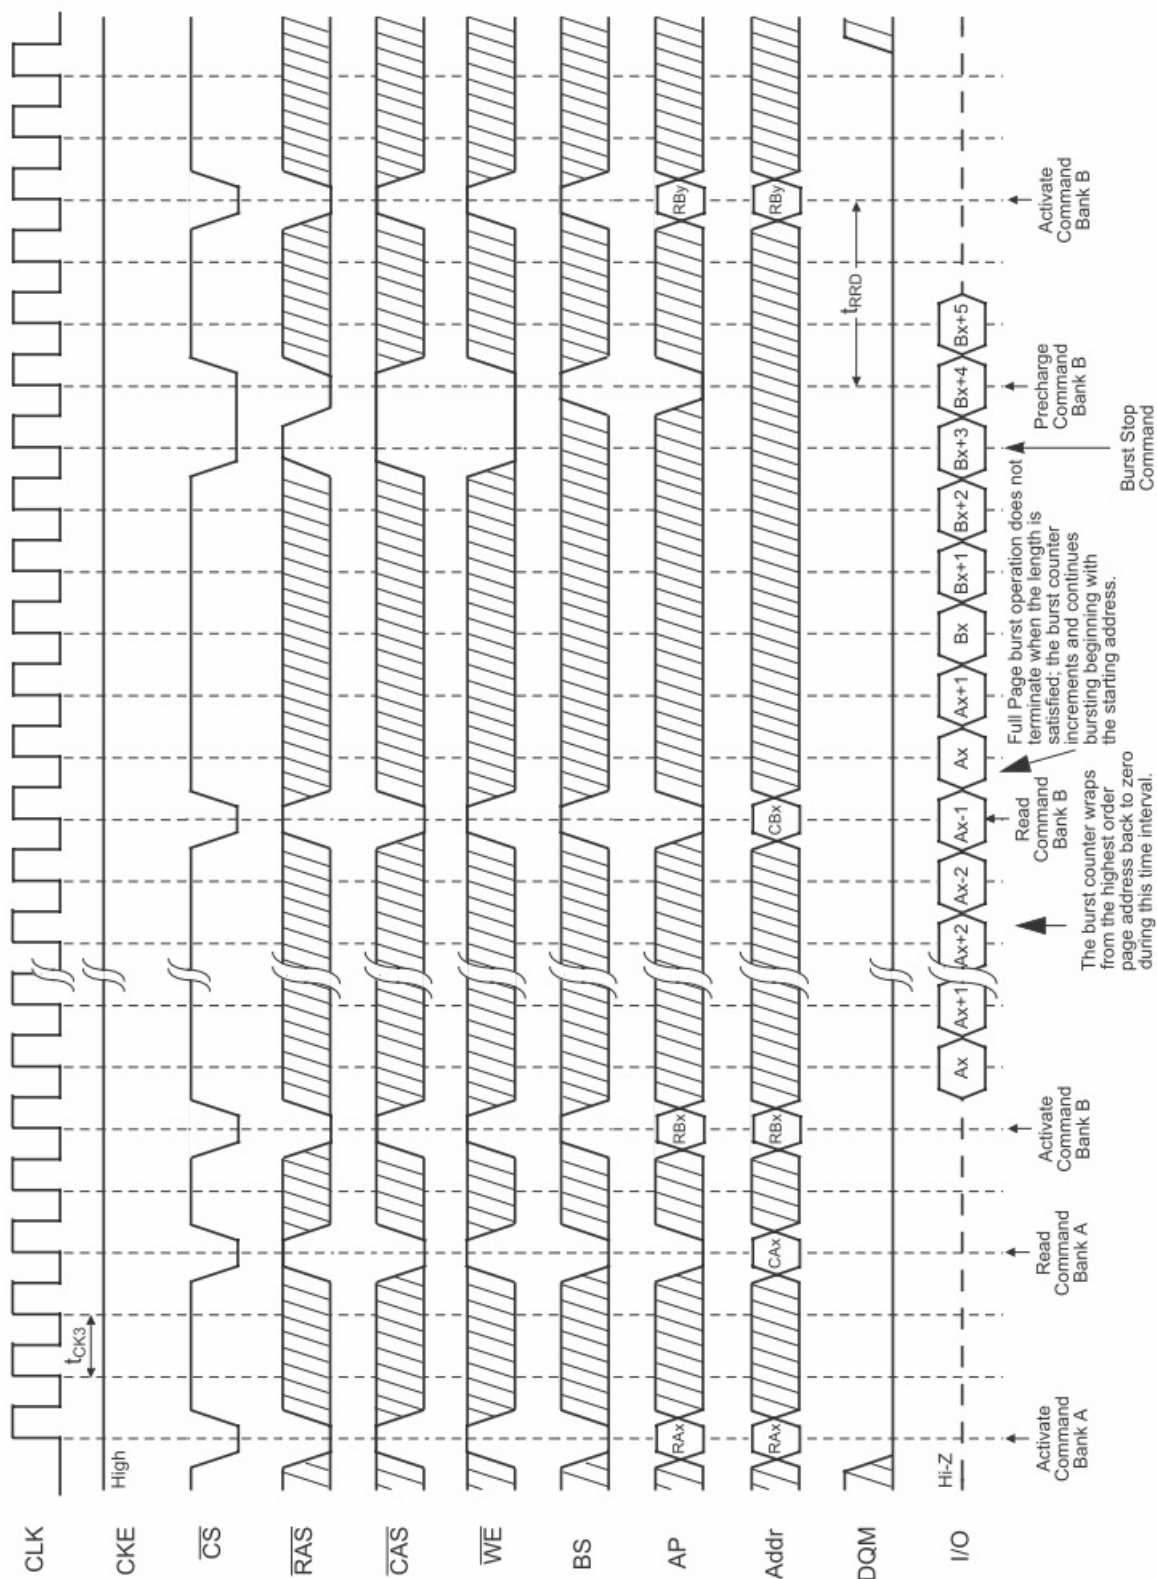 CLK
CKE
CS
RAS
CAS
WE
BS
AP
Addr
DQM
I/O
High
tCK3
RAx
RBx
RBy
RAx
CAx
RBx
CBx
RBy
tRRD
Hi-Z
Ax
Ax+1
Ax+2
Ax-2
Ax-1
Ax
Ax+1
Bx
Bx+1
Bx+2
Bx+3
Bx+4
Bx+5
Activate
Command
Bank A
Read
Command
Bank A
Activate
Command
Bank B
The burst counter wraps
from the highest order
page address back to zero
during this time interval.
Read
Command
Bank B
Full Page burst operation does not
terminate when the length is
satisfied; the burst counter
increments and continues
bursting beginning with
the starting address.
Burst Stop
Command
Precharge
Command
Bank B
Activate
Command
Bank B